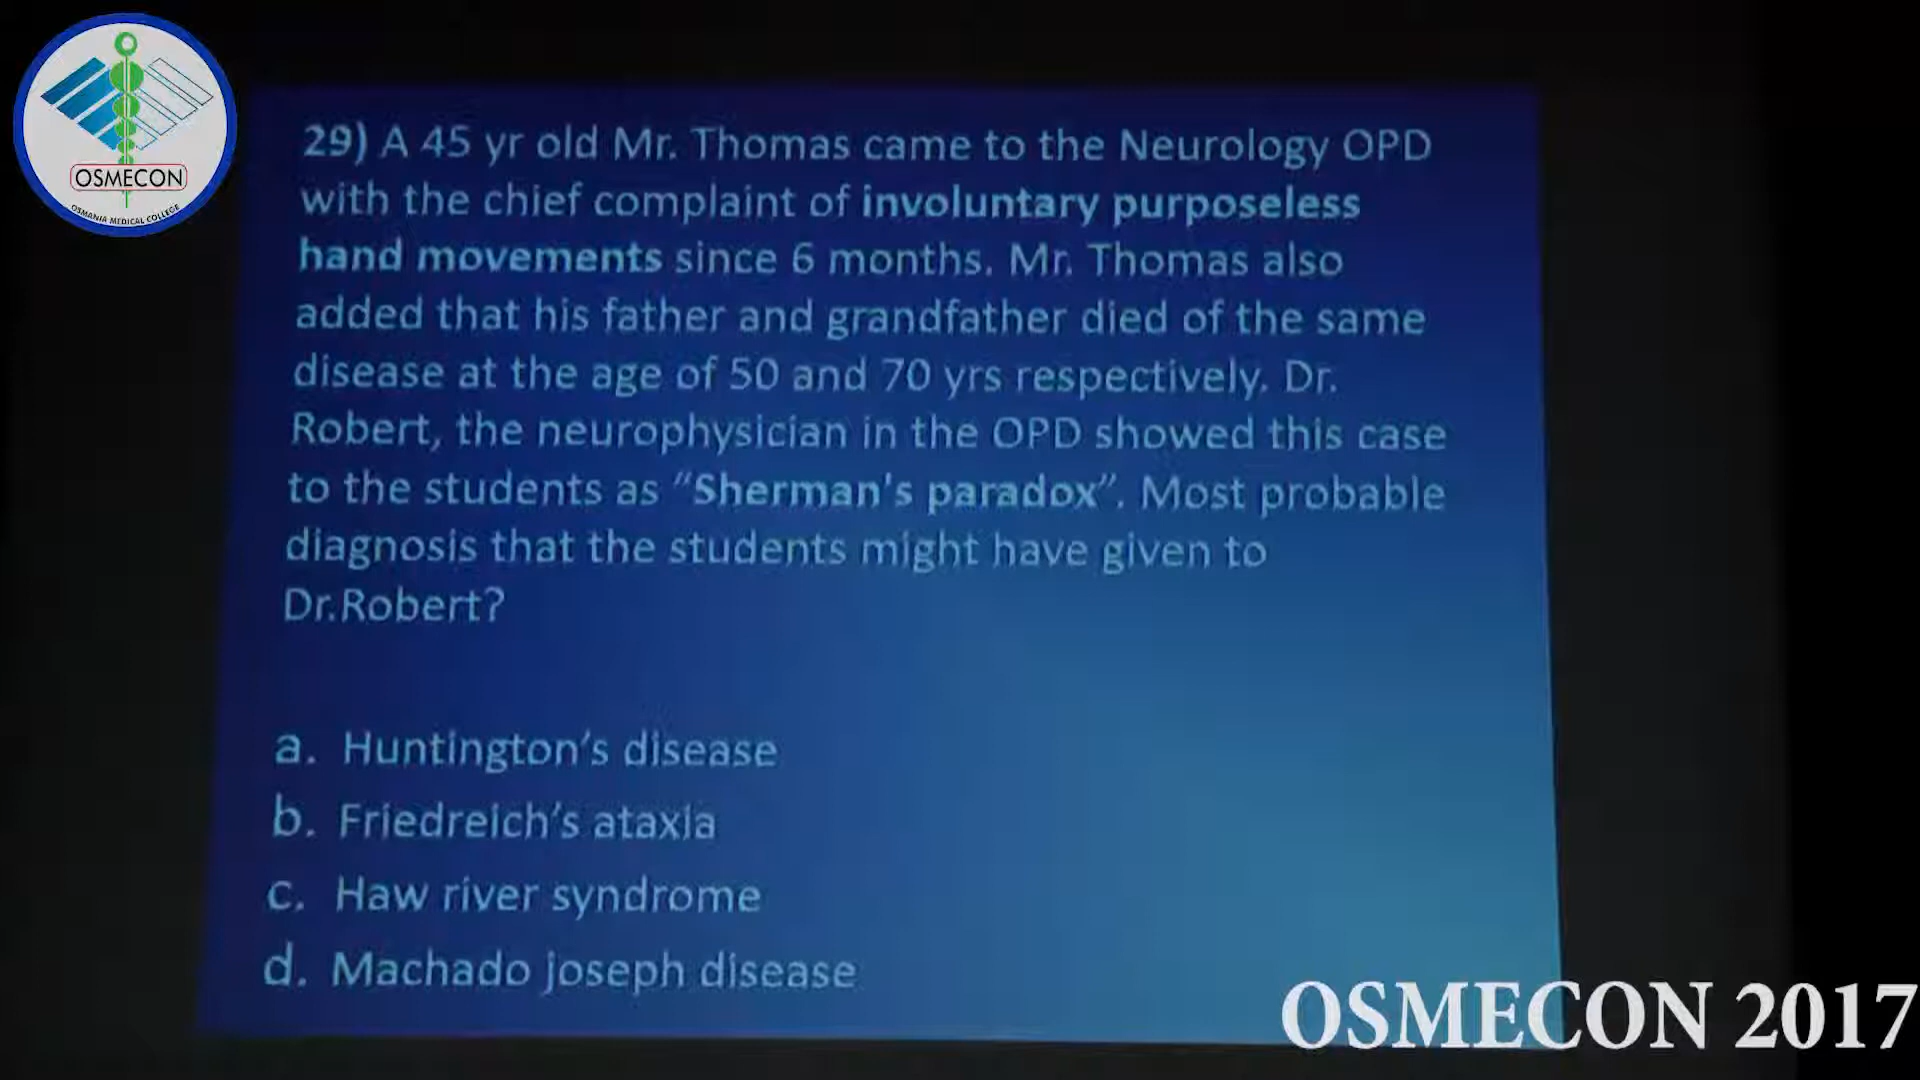 OSMECON
OSMANIA MEDICAL COLLEGE
29) A 45 yr old Mr. Thomas came to the Neurology OPD
with the chief complaint of involuntary purposeless
hand movements since 6 months. Mr. Thomas also
added that his father and grandfather died of the same
disease at the age of 50 and 70 yrs respectively. Dr.
Robert, the neurophysician in the OPD showed this case
to the students as “Sherman's paradox”. Most probable
diagnosis that the students might have given to
Dr.Robert?
a. Huntington’s disease
b. Friedreich’s ataxia
c. Haw river syndrome
d. Machado joseph disease
OSMECON 2017